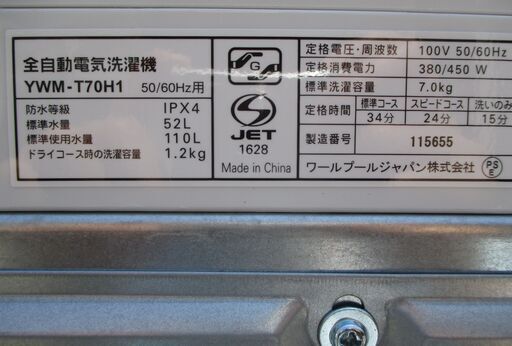 全自動電気洗濯機
YWM-T70H1 50/60Hz用
防水等級 IPX4
標準水量 52L
標準使用水量 110L
ドライコース時の洗濯容量 1.2kg
S
G
S
JET
1628
Made in China
定格電圧・周波数 100V 50/60Hz
定格消費電力 380/450 W
標準洗濯容量 7.0kg
定格時間 標準コース スピードコース 洗いのみ
34分 24分 15分
製造番号 115655
ワールプールジャパン株式会社 PS E